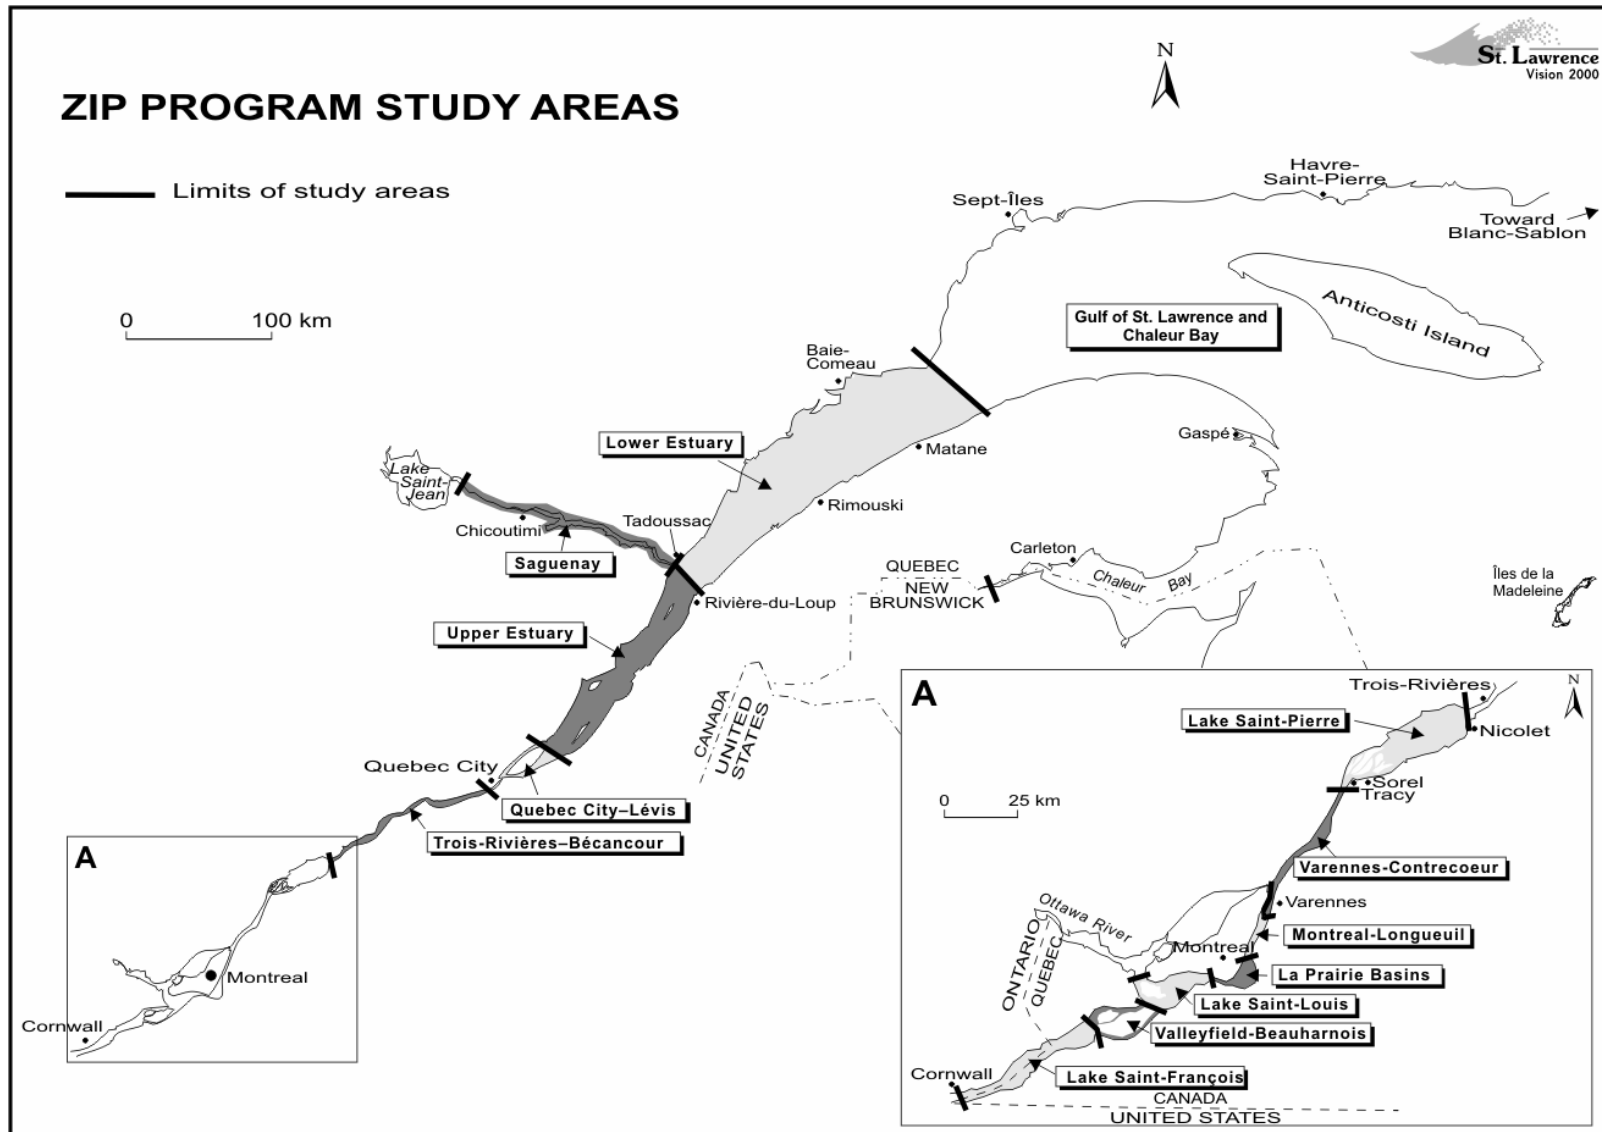 St. Lawrence
Vision 2000
N
ZIP PROGRAM STUDY AREAS
Limits of study areas
0 100 km
Havre-
Saint-Pierre
Sept-Îles
Toward
Blanc-Sablon
Anticosti Island
Gulf of St. Lawrence and
Chaleur Bay
Baie-
Comeau
Lower Estuary
Gaspé
Matane
Lake
Saint-
Jean
Rimouski
Chicoutimi
Tadoussac
Saguenay
Carleton
Chaleur Bay
QUEBEC
NEW
BRUNSWICK
Îles de la
Madeleine
Rivière-du-Loup
Upper Estuary
CANADA
UNITED
STATES
Quebec City
Quebec City–Lévis
Trois-Rivières–Bécancour
A
Montreal
Cornwall
A
N
Trois-Rivières
Lake Saint-Pierre
Nicolet
Sorel
Tracy
0 25 km
Varennes-Contrecoeur
Varennes
Ottawa River
Montreal
Montreal-Longueuil
ONTARIO
QUEBEC
La Prairie Basins
Lake Saint-Louis
Valleyfield-Beauharnois
Cornwall
Lake Saint-François
CANADA
UNITED STATES